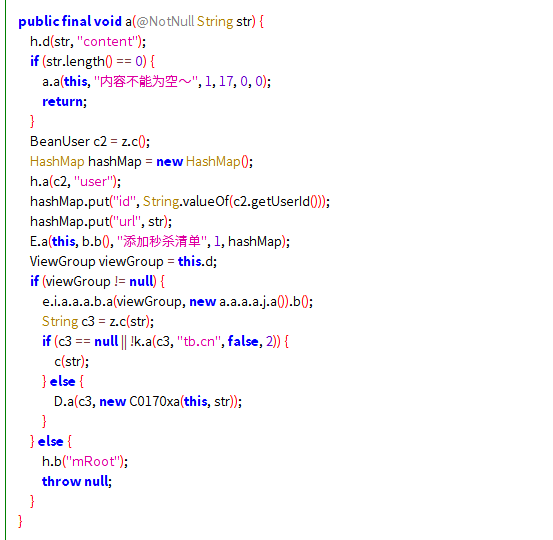 public final void a(@NotNull String str) {
h.d(str, "content");
if (str.length() == 0) {
a.a(this, "内容不能为空～", 1, 17, 0, 0);
return;
}
BeanUser c2 = z.c();
HashMap hashMap = new HashMap();
h.a(c2, "user");
hashMap.put("id", String.valueOf(c2.getUserId()));
hashMap.put("url", str);
E.a(this, b.b(), "添加秒杀清单", 1, hashMap);
ViewGroup viewGroup = this.d;
if (viewGroup != null) {
e.i.a.a.a.b.a(viewGroup, new a.a.a.a.j.a()).b();
String c3 = z.c(str);
if (c3 == null || !k.a(c3, "tb.cn", false, 2)) {
c(str);
} else {
D.a(c3, new C0170xa(this, str));
}
} else {
h.b("mRoot");
throw null;
}
}